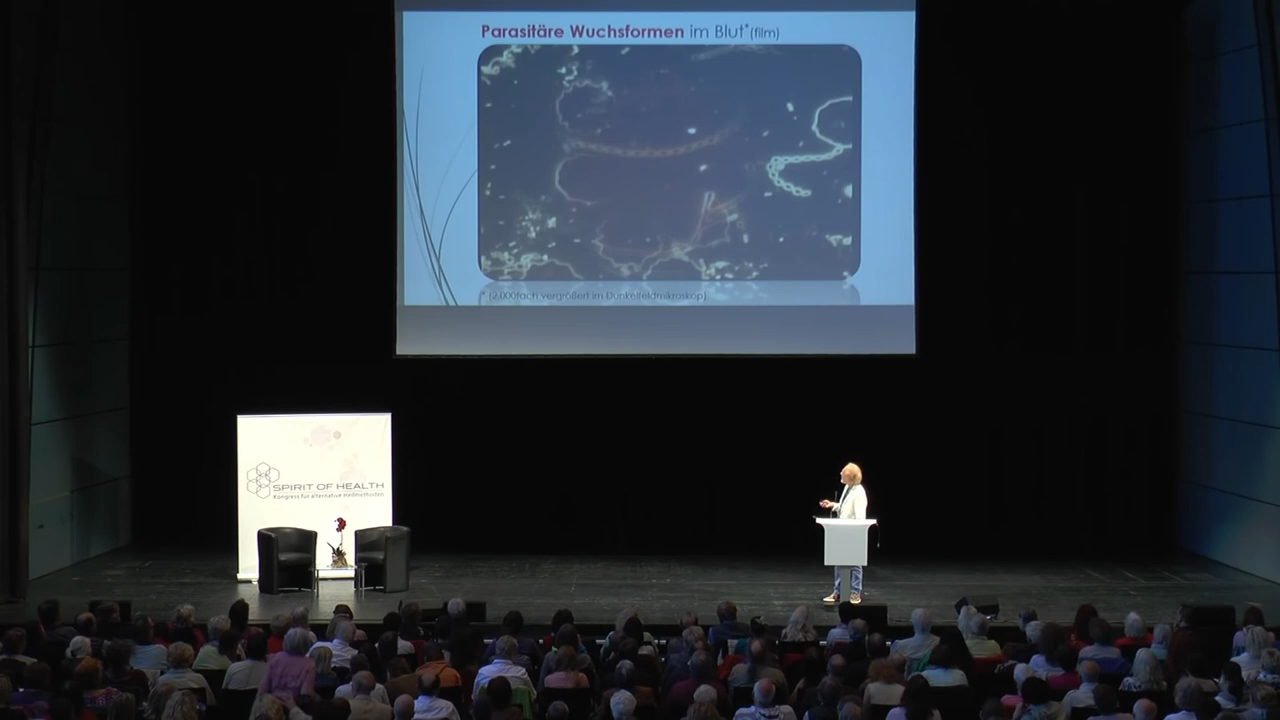 Parasitäre Wuchsformen im Blut*(film)
* (2.000fach vergrößert im Dunkelfeldmikroskop)
SPIRIT OF HEALTH
Kongress für alternative Heilmethoden